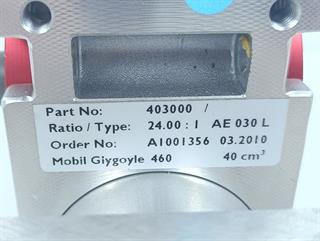 Part No: 403000 /
Ratio / Type: 24.00 : 1 AE 030 L
Order No: A1001356 03.2010
Mobil Glygoyle 460 40 cm³